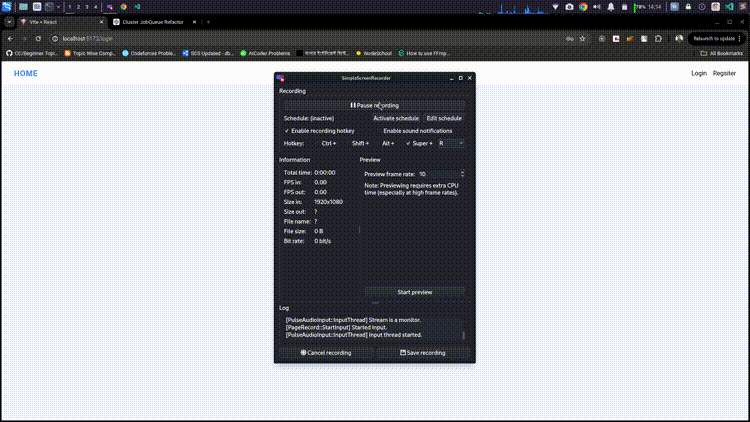 1 2 3 4
78% 14:14
Vite + React
Cluster JobQueue Refactor
localhost:5173/login
Relaunch to update
CC/Beginner Topi...
Topic Wise Comp...
Codeforces Proble...
BCS Updated - db...
AtCoder Problems
NodeSchool
How to use FFmp...
All Bookmarks
HOME
Login Register
SimpleScreenRecorder
Recording
Pause recording
Schedule: (inactive) Activate schedule Edit schedule
Enable recording hotkey Enable sound notifications
Hotkey: Ctrl + Shift + Alt + Super + R
Information Preview
Total time: 0:00:00
FPS in: 0.00
FPS out: 0.00
Size in: 1920x1080
Size out: ?
File name: ?
File size: 0 B
Bit rate: 0 bit/s
Preview frame rate: 10
Note: Previewing requires extra CPU
time (especially at high frame rates).
Start preview
Log
[PulseAudioInput::InputThread] Stream is a monitor.
[PageRecord::StartInput] Started input.
[PulseAudioInput::InputThread] Input thread started.
Cancel recording Save recording